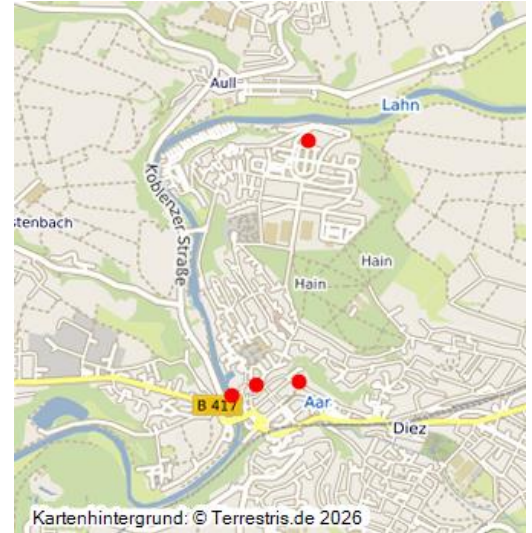 Aull
Lahn
Koblenzer Straße
stenbach
Hain
Hain
B 417
Aar
Diez
Kartenhintergrund: © Terrestris.de 2026